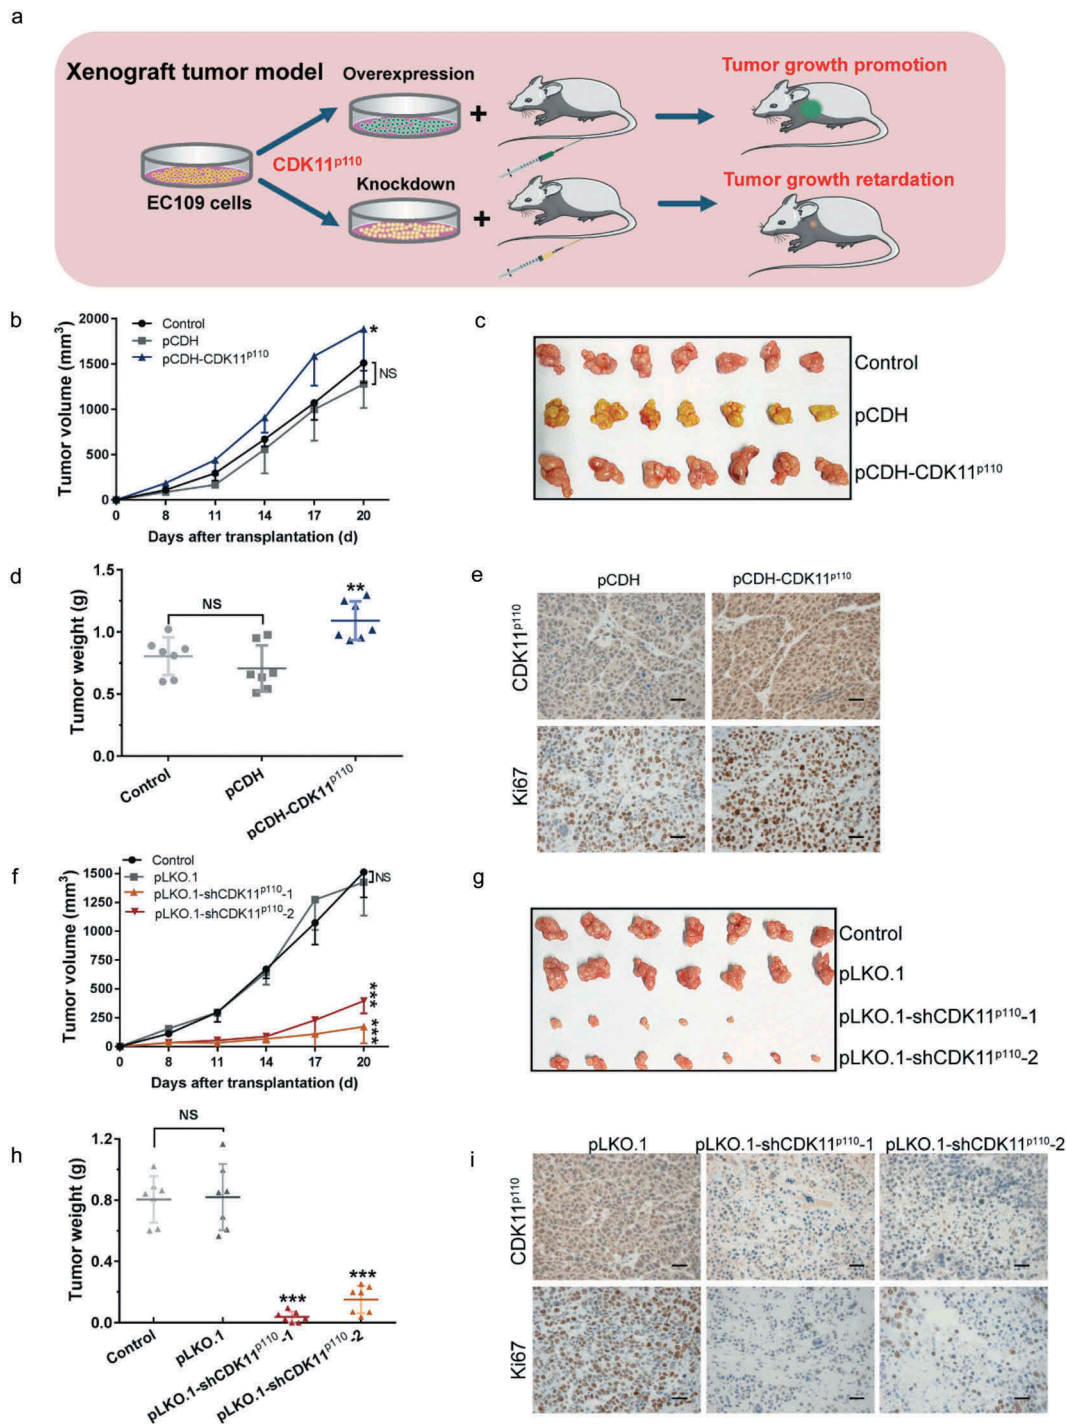 a
Xenograft tumor model
Overexpression
Tumor growth promotion
+
CDK11p110
EC109 cells
Knockdown
Tumor growth retardation
+
b
Control
pCDH
pCDH-CDK11p110
Tumor volume (mm3)
2000
1500
1000
500
0
*
NS
0 8 11 14 17 20
Days after transplantation (d)
c
Control
pCDH
pCDH-CDK11p110
d
Tumor weight (g)
1.5
1.0
0.5
0.0
NS
**
Control
pCDH
pCDH-CDK11p110
e
pCDH
pCDH-CDK11p110
CDK11p110
Ki67
f
Control
pLKO.1
pLKO.1-shCDK11p110-1
pLKO.1-shCDK11p110-2
Tumor volume (mm3)
1500
1250
1000
750
500
250
0
NS
***
***
0 8 11 14 17 20
Days after transplantation (d)
g
Control
pLKO.1
pLKO.1-shCDK11p110-1
pLKO.1-shCDK11p110-2
h
Tumor weight (g)
1.2
0.8
0.4
0.0
NS
***
***
Control
pLKO.1
pLKO.1-shCDK11p110-1
pLKO.1-shCDK11p110-2
i
pLKO.1
pLKO.1-shCDK11p110-1
pLKO.1-shCDK11p110-2
CDK11p110
Ki67